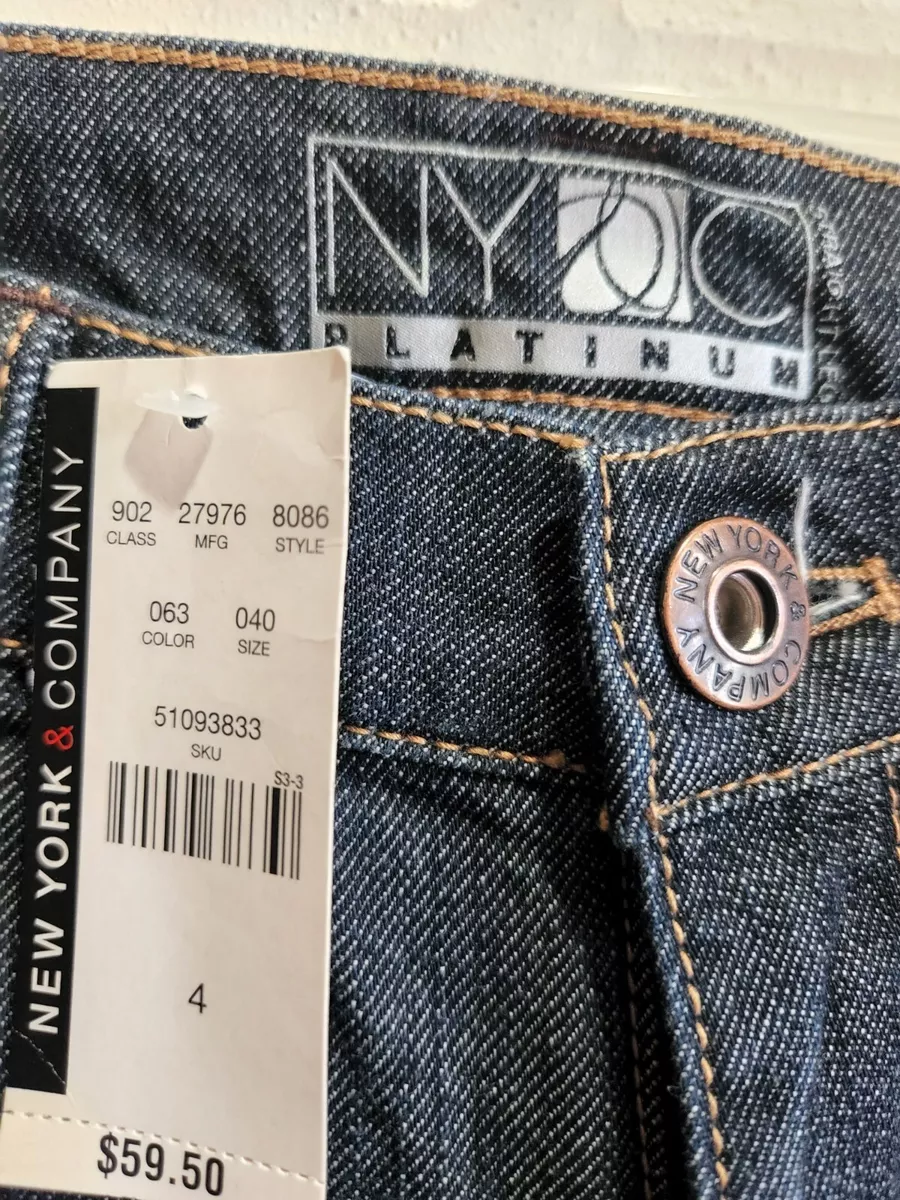 NY C
PLATINUM
NEW YORK & COMPANY
902 27976 8086
CLASS MFG STYLE
063 040
COLOR SIZE
51093833
SKU
S3-3
4
$59.50
NEW YORK & COMPANY